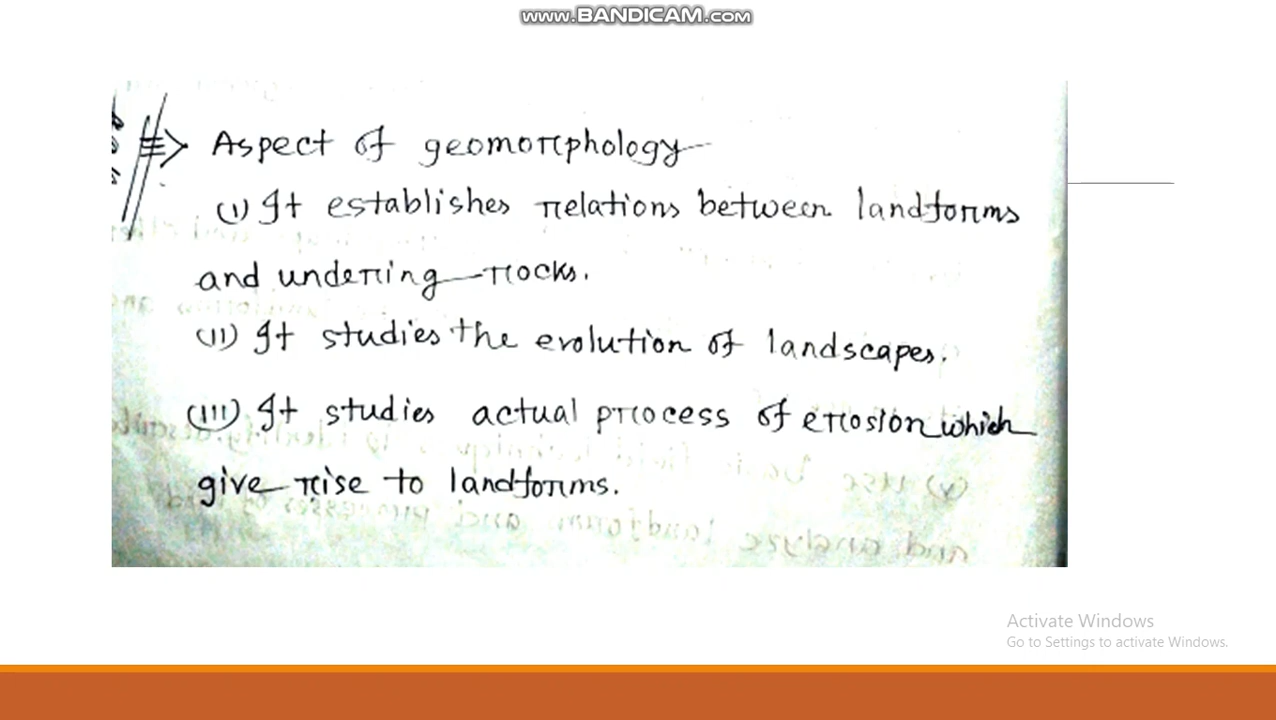 www.BANDICAM.com
⇒ Aspect of geomorphology
(i) It establishes relations between landforms
and undering rocks.
(ii) It studies the evolution of landscapes.
(iii) It studies actual process of erosion which
give rise to landforms.
Activate Windows
Go to Settings to activate Windows.